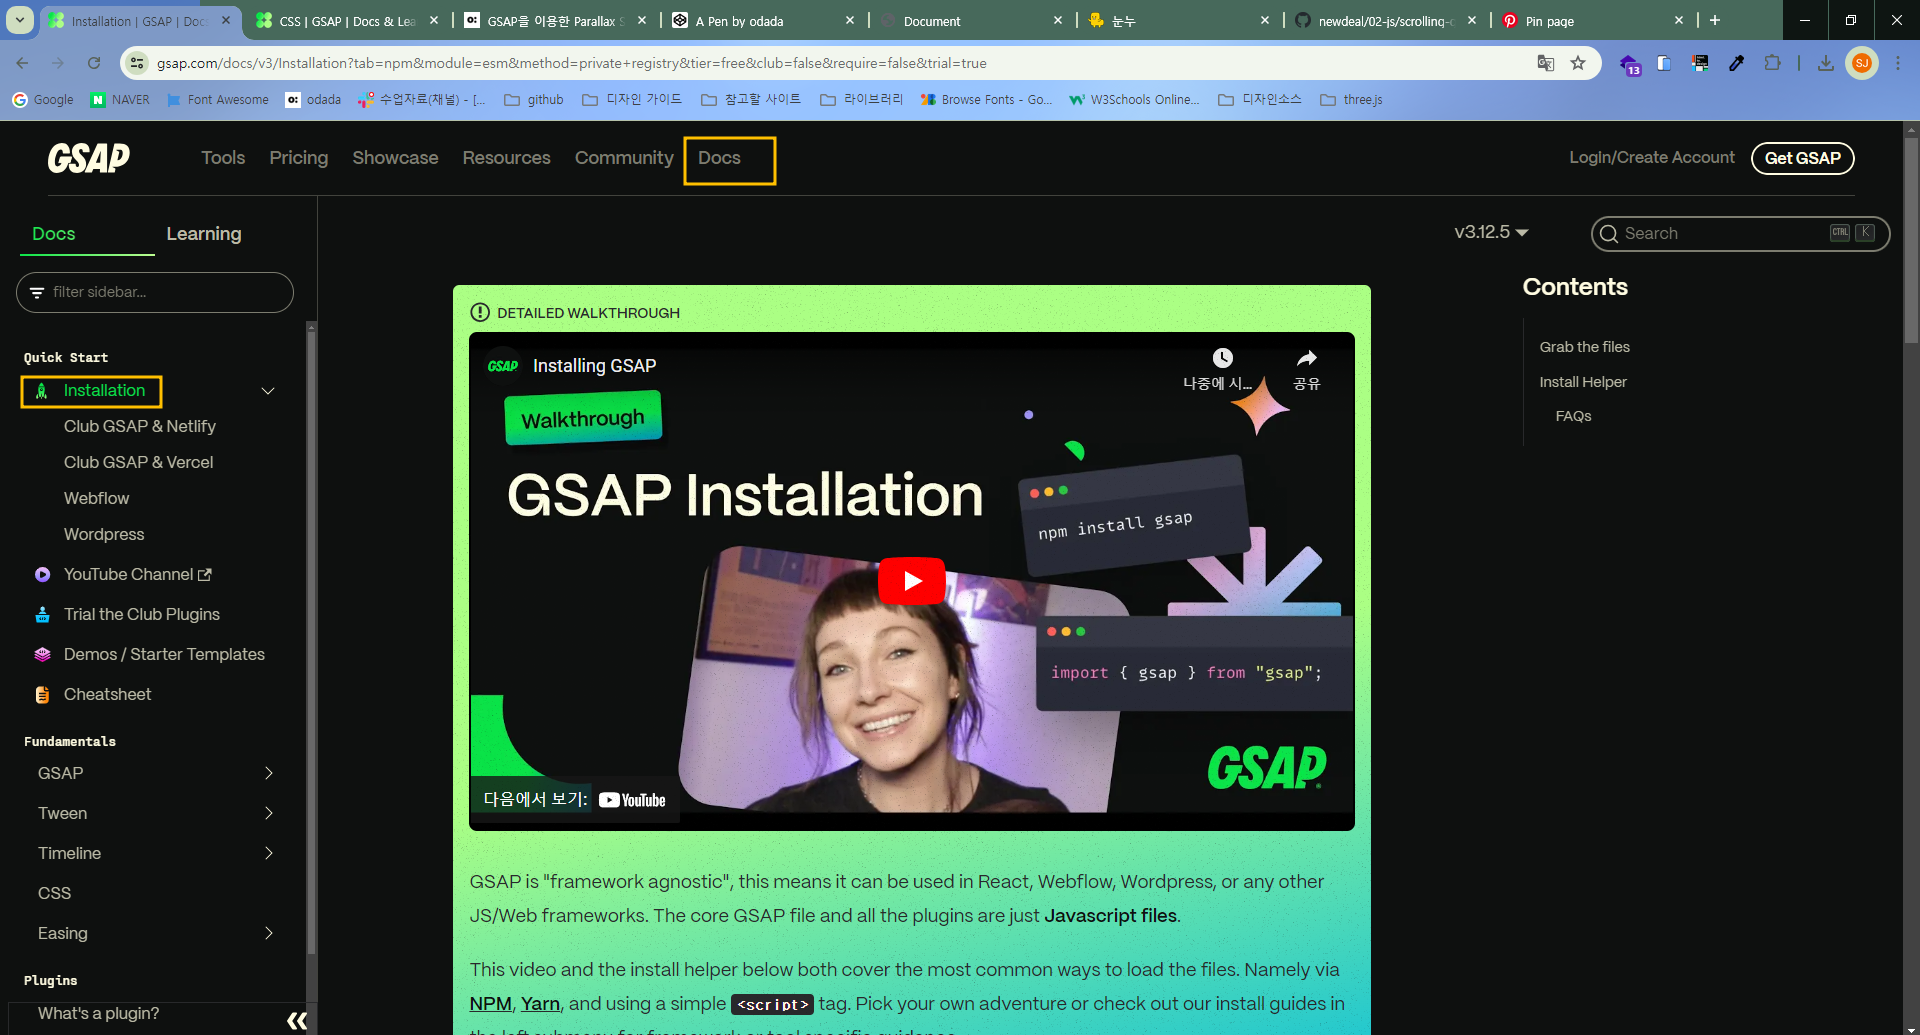 Installation | GSAP | Docs
CSS | GSAP | Docs & Lea
GSAP을 이용한 Parallax S
A Pen by odada
Document
눈누
newdeal/02-js/scrolling-c
Pin page
gsap.com/docs/v3/Installation?tab=npm&module=esm&method=private+registry&tier=free&club=false&require=false&trial=true
13
SJ
Google
NAVER
Font Awesome
odada
수업자료(채널) - [...
github
디자인 가이드
참고할 사이트
라이브러리
Browse Fonts - Go...
W3Schools Online...
디자인소스
three.js
GSAP
Tools
Pricing
Showcase
Resources
Community
Docs
Login/Create Account
Get GSAP
Docs
Learning
v3.12.5
Search
CTRL K
filter sidebar...
Quick Start
Installation
Club GSAP & Netlify
Club GSAP & Vercel
Webflow
Wordpress
YouTube Channel
Trial the Club Plugins
Demos / Starter Templates
Cheatsheet
Fundamentals
GSAP
Tween
Timeline
CSS
Easing
Plugins
What's a plugin?
DETAILED WALKTHROUGH
GSAP
Installing GSAP
나중에 시...
공유
Walkthrough
GSAP Installation
npm install gsap
import { gsap } from "gsap";
GSAP
다음에서 보기: YouTube
GSAP is "framework agnostic", this means it can be used in React, Webflow, Wordpress, or any other
JS/Web frameworks. The core GSAP file and all the plugins are just Javascript files.
This video and the install helper below both cover the most common ways to load the files. Namely via
NPM, Yarn, and using a simple <script> tag. Pick your own adventure or check out our install guides in
the left submenu for framework or tool specific guidance.
Contents
Grab the files
Install Helper
FAQs